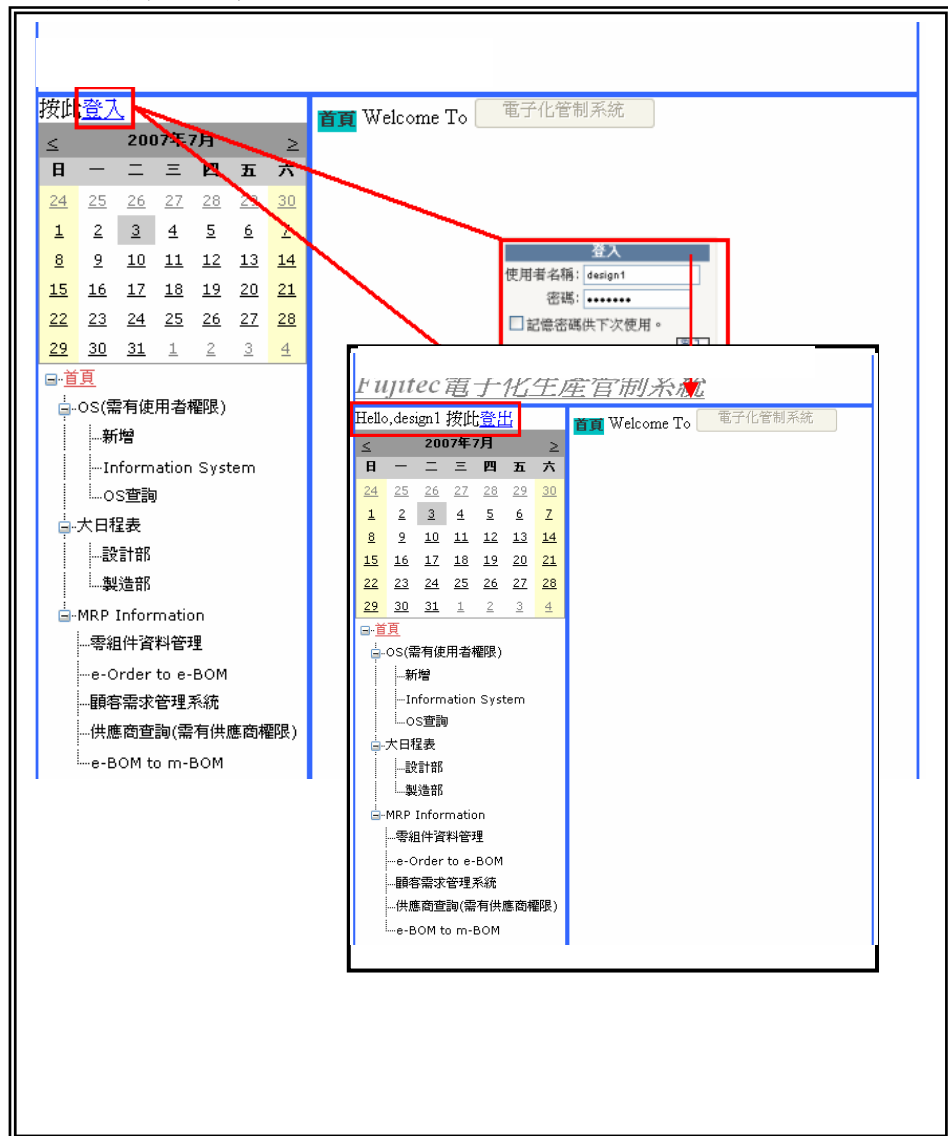 按此登入
首頁 Welcome To 電子化管制系統
< 2007年7月 >
日 一 二 三 四 五 六
24 25 26 27 28 29 30
1 2 3 4 5 6 7
8 9 10 11 12 13 14
15 16 17 18 19 20 21
22 23 24 25 26 27 28
29 30 31 1 2 3 4
首頁
OS(需有使用者權限)
新增
Information System
OS查詢
大日程表
設計部
製造部
MRP Information
零組件資料管理
e-Order to e-BOM
顧客需求管理系統
供應商查詢(需有供應商權限)
e-BOM to m-BOM
登入
使用者名稱: design1
密碼: •••••••
記憶密碼供下次使用。
登入
Fujitec電子化生產管制系統
Hello,design1 按此登出
首頁 Welcome To 電子化管制系統
< 2007年7月 >
日 一 二 三 四 五 六
24 25 26 27 28 29 30
1 2 3 4 5 6 7
8 9 10 11 12 13 14
15 16 17 18 19 20 21
22 23 24 25 26 27 28
29 30 31 1 2 3 4
首頁
OS(需有使用者權限)
新增
Information System
OS查詢
大日程表
設計部
製造部
MRP Information
零組件資料管理
e-Order to e-BOM
顧客需求管理系統
供應商查詢(需有供應商權限)
e-BOM to m-BOM